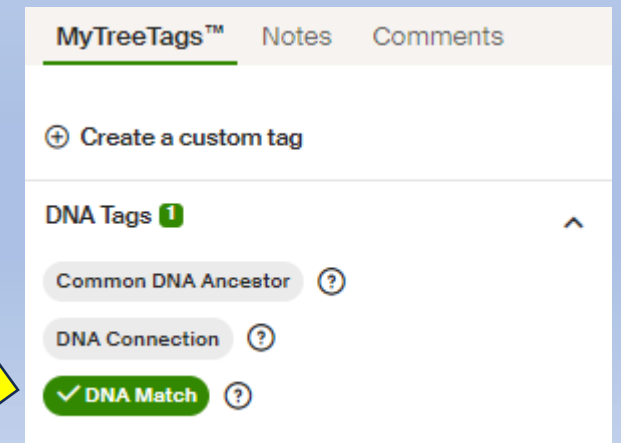 MyTreeTags™ Notes Comments
Create a custom tag
DNA Tags 1
Common DNA Ancestor ?
DNA Connection ?
DNA Match ?